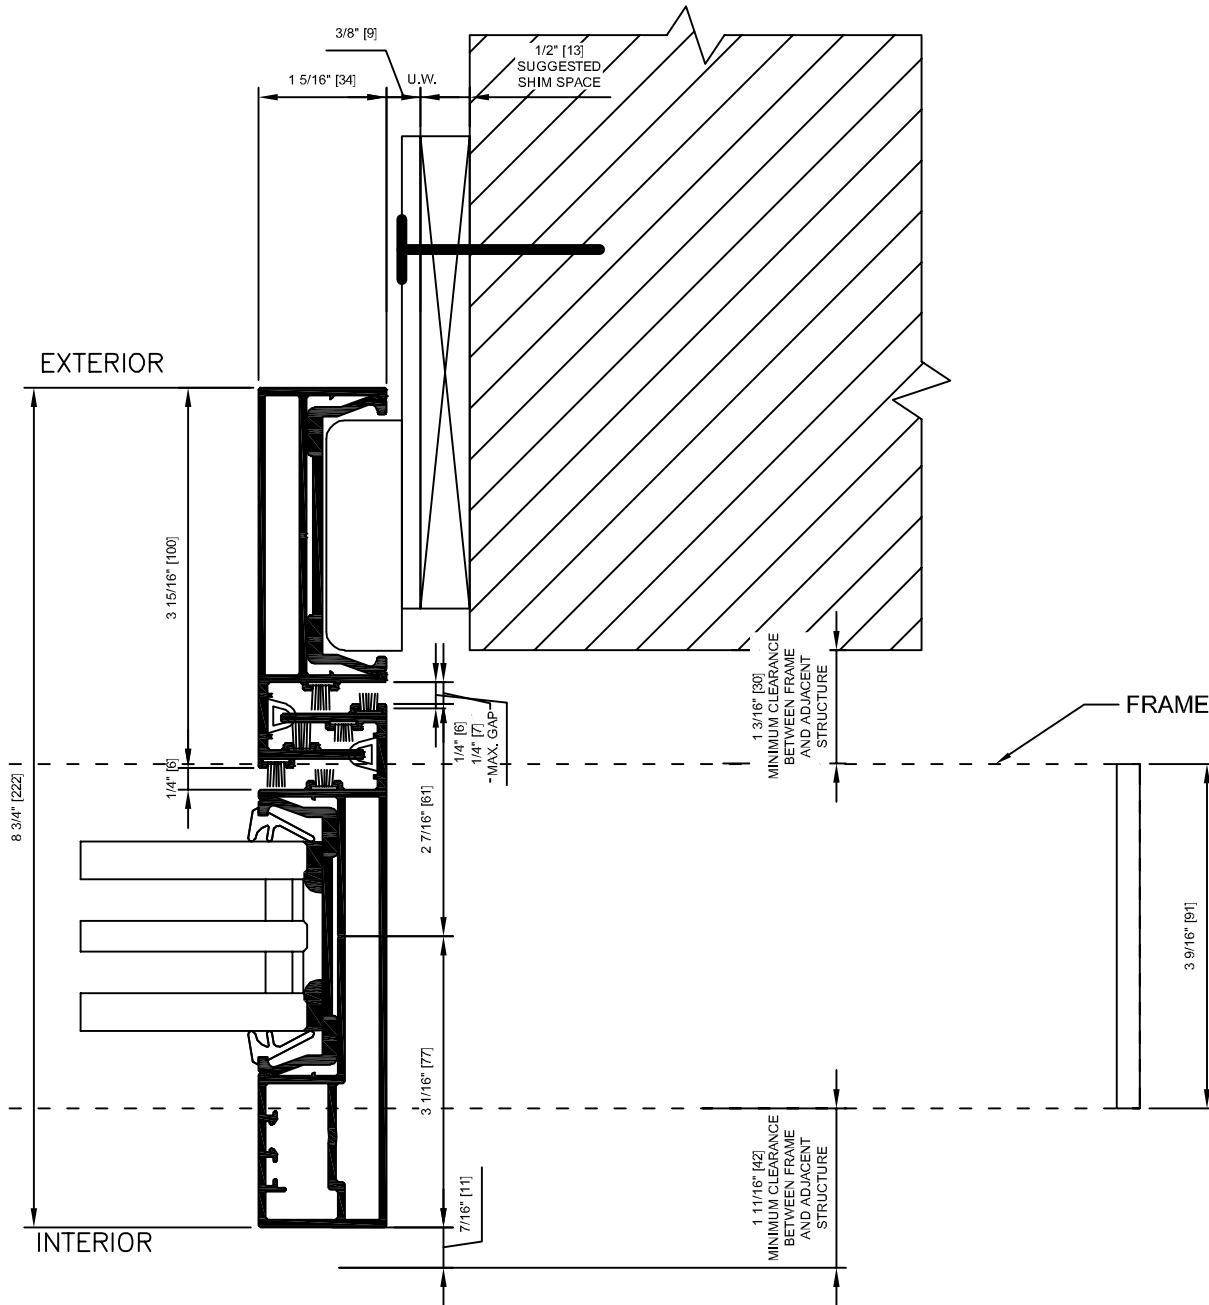 3/8" [9]
1 5/16" [34]
U.W.
1/2" [13]
SUGGESTED
SHIM SPACE
EXTERIOR
3 15/16" [100]
1/4" [6]
8 3/4" [222]
1/4" [6]
1/4" [7]
MAX. GAP
2 7/16" [61]
3 1/16" [77]
7/16" [11]
1 3/16" [30]
MINIMUM CLEARANCE
BETWEEN FRAME
AND ADJACENT
STRUCTURE
FRAME
3 9/16" [91]
1 11/16" [42]
MINIMUM CLEARANCE
BETWEEN FRAME
AND ADJACENT
STRUCTURE
INTERIOR